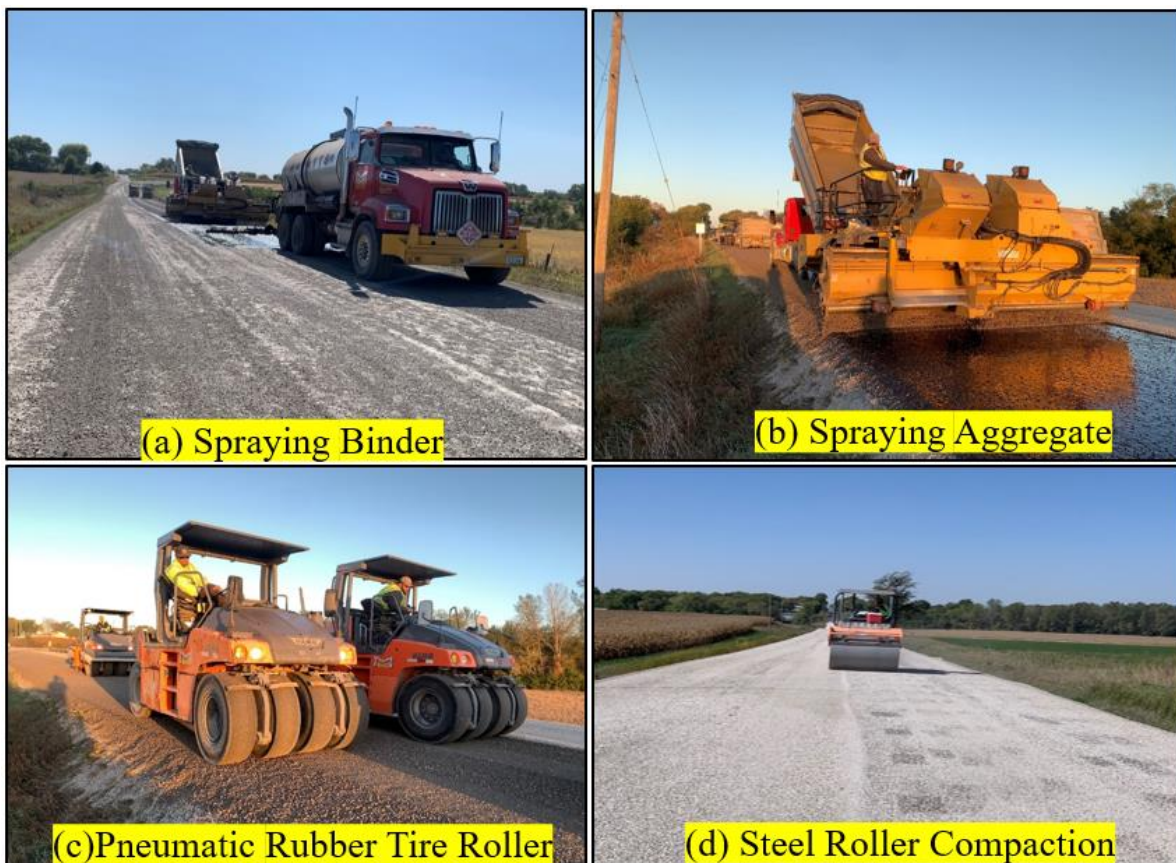 (a) Spraying Binder
(b) Spraying Aggregate
(c)Pneumatic Rubber Tire Roller
(d) Steel Roller Compaction